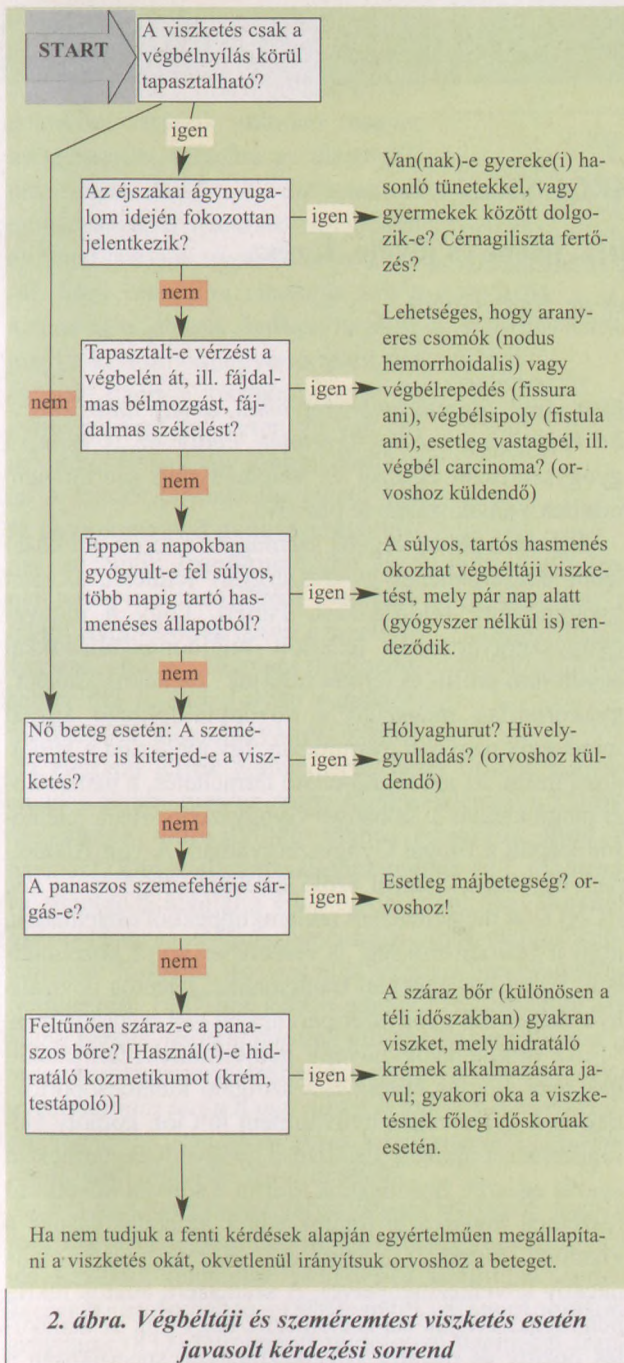 START
A viszketés csak a
végbélnyílás körül
tapasztalható?
igen
Az éjszakai ágynyuga-
lom idején fokozottan
jelentkezik?
igen
Van(nak)-e gyereke(i) ha-
sonló tünetekkel, vagy
gyermekek között dolgo-
zik-e? Cérnagiliszta fertő-
zés?
nem
Tapasztalt-e vérzést a
végbelén át, ill. fájdal-
mas bélmozgást, fáj-
dalmas székelést?
igen
Lehetséges, hogy arany-
eres csomók (nodus
hemorrhoidalis) vagy
végbélrepedés (fissura
ani), végbélsipoly (fistula
ani), esetleg vastagbél, ill.
végbél carcinoma? (or-
voshoz küldendő)
nem
nem
Éppen a napokban
gyógyult-e fel súlyos,
több napig tartó has-
menéses állapotból?
igen
A súlyos, tartós hasmenés
okozhat végbéltáji viszke-
tést, mely pár nap alatt
(gyógyszer nélkül is) ren-
deződik.
nem
Nő beteg esetén: A szemé-
remtestre is kiterjed-e a visz-
ketés?
igen
Hólyaghurut? Hüvely-
gyulladás? (orvoshoz kül-
dendő)
nem
A panaszos szemefehérje sár-
gás-e?
igen
Esetleg májbetegség? or-
voshoz!
nem
Feltűnően száraz-e a pana-
szos bőre? [Használ(t)-e hid-
ratáló kozmetikumot (krém,
testápoló)]
igen
A száraz bőr (különösen a
téli időszakban) gyakran
viszket, mely hidratáló
krémek alkalmazására ja-
vul; gyakori oka a viszke-
tésnek főleg időskorúak
esetén.
Ha nem tudjuk a fenti kérdések alapján egyértelműen megállapíta-
ni a viszketés okát, okvetlenül irányítsuk orvoshoz a beteget.
2. ábra. Végbéltáji és szeméremtest viszketés esetén
javasolt kérdezési sorrend